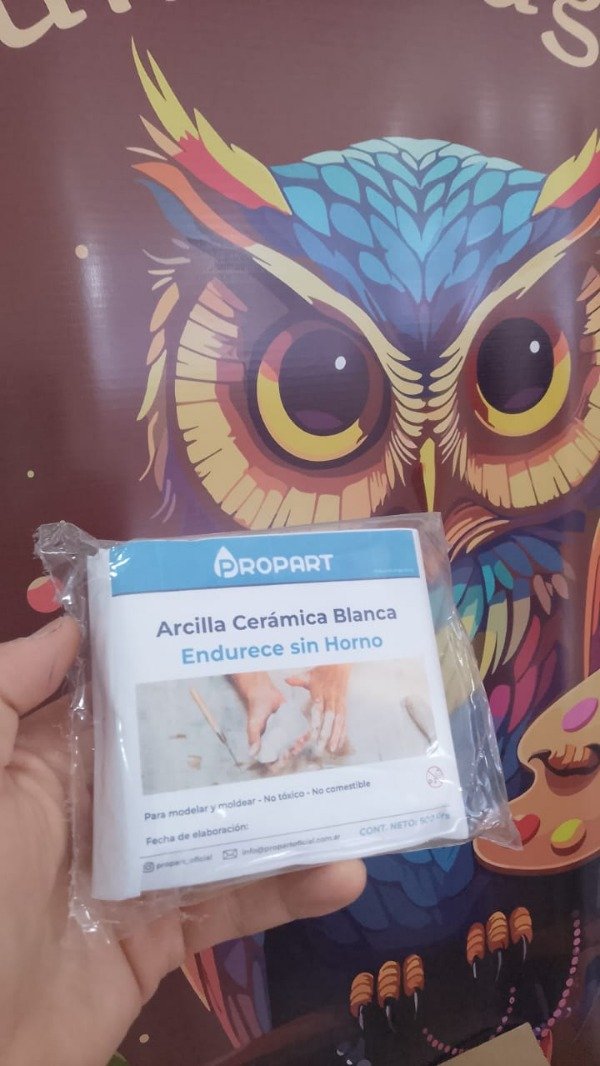 PROPART
Arcilla Cerámica Blanca
Endurece sin Horno
Para modelar y moldear - No tóxico - No comestible
Fecha de elaboración:
CONT. NETO:
propart_oficial info@propartoficial.com.ar